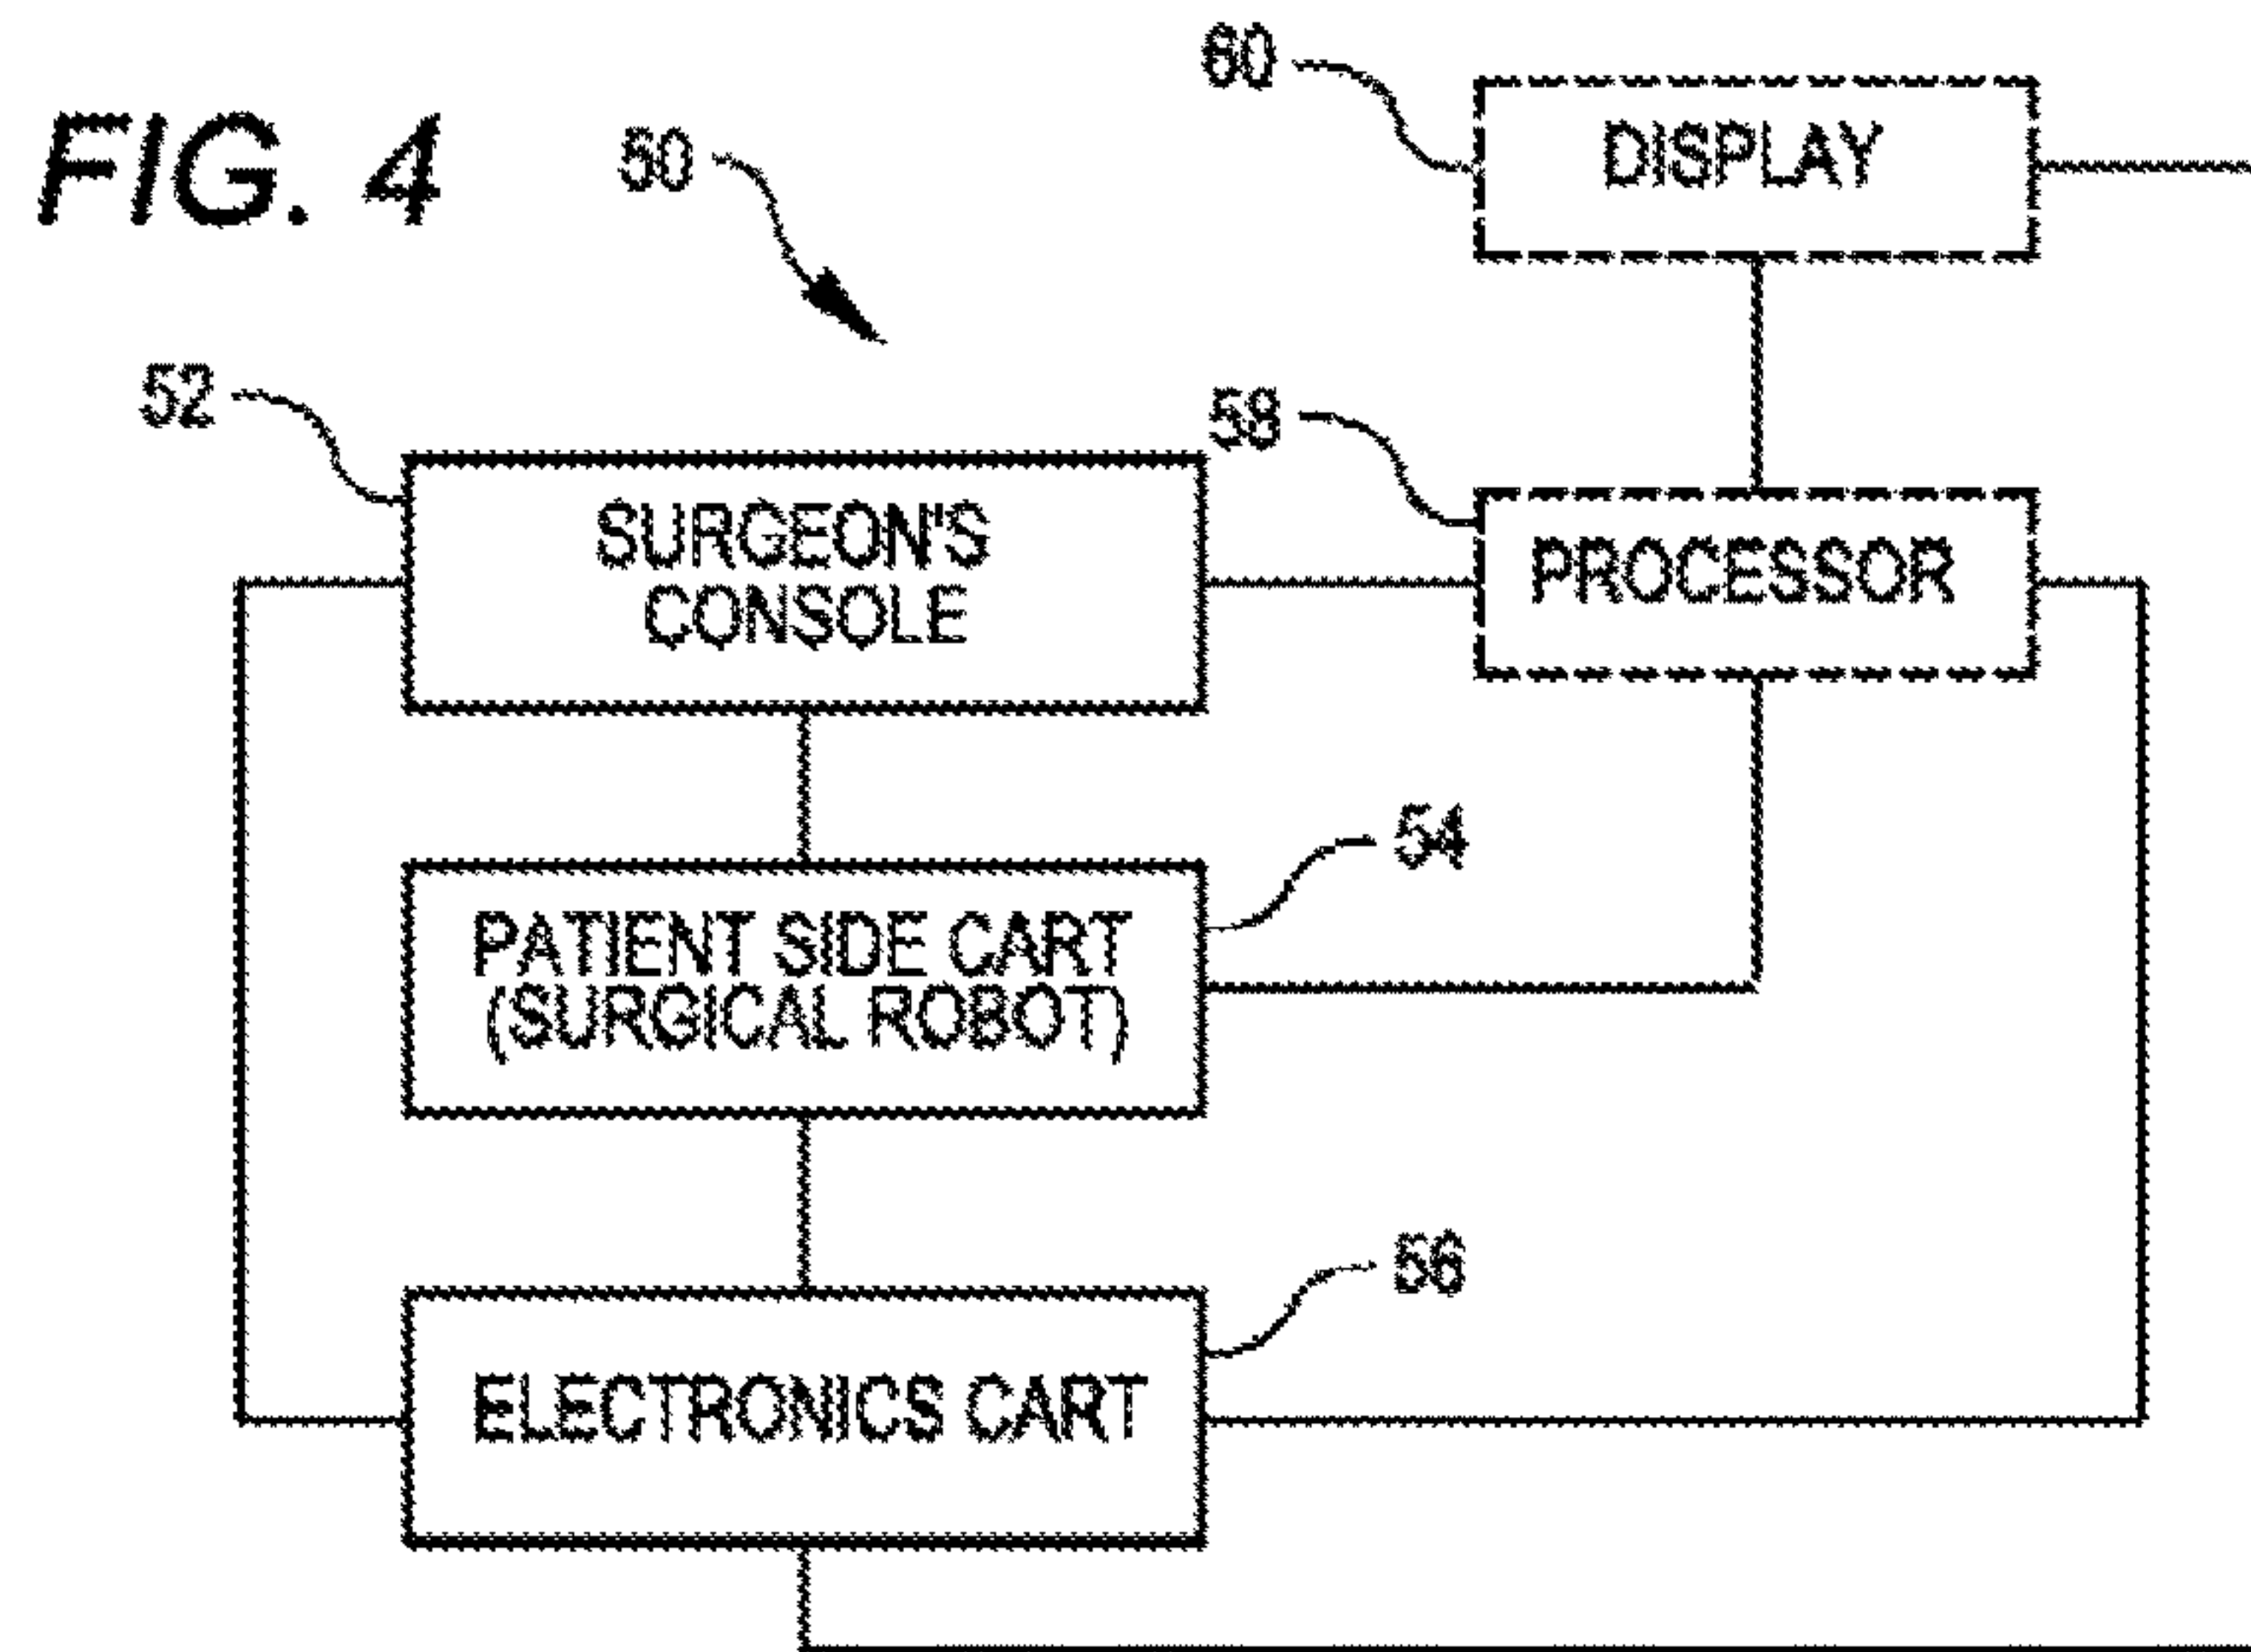 FIG. 4
50
60
DISPLAY
52
58
SURGEON'S
CONSOLE
PROCESSOR
54
PATIENT SIDE CART
(SURGICAL ROBOT)
56
ELECTRONICS CART